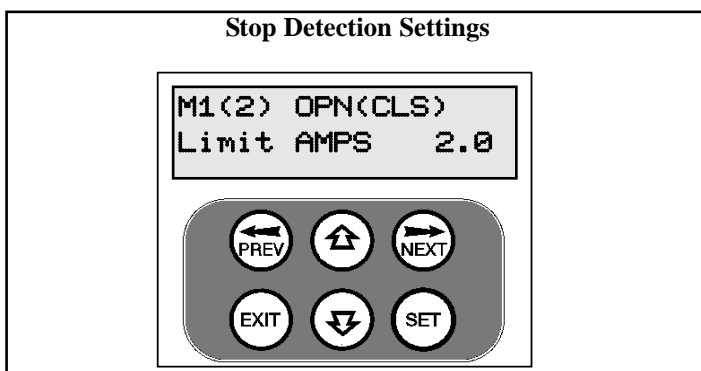 Stop Detection Settings
M1(2) OPN(CLS)
Limit AMPS 2.0
PREV
NEXT
EXIT
SET